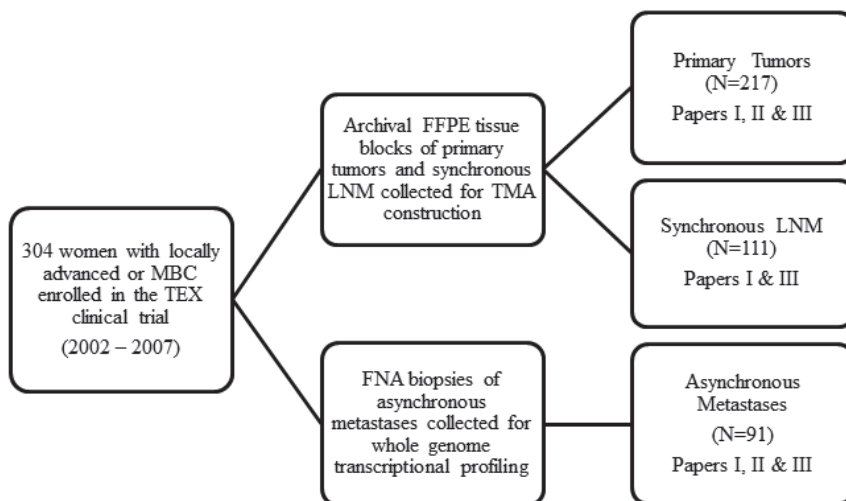 304 women with locally
advanced or MBC
enrolled in the TEX
clinical trial
(2002 – 2007)
Archival FFPE tissue
blocks of primary
tumors and synchronous
LNM collected for TMA
construction
FNA biopsies of
asynchronous
metastases collected for
whole genome
transcriptional profiling
Primary Tumors
(N=217)
Papers I, II & III
Synchronous LNM
(N=111)
Papers I & III
Asynchronous
Metastases
(N=91)
Papers I, II & III